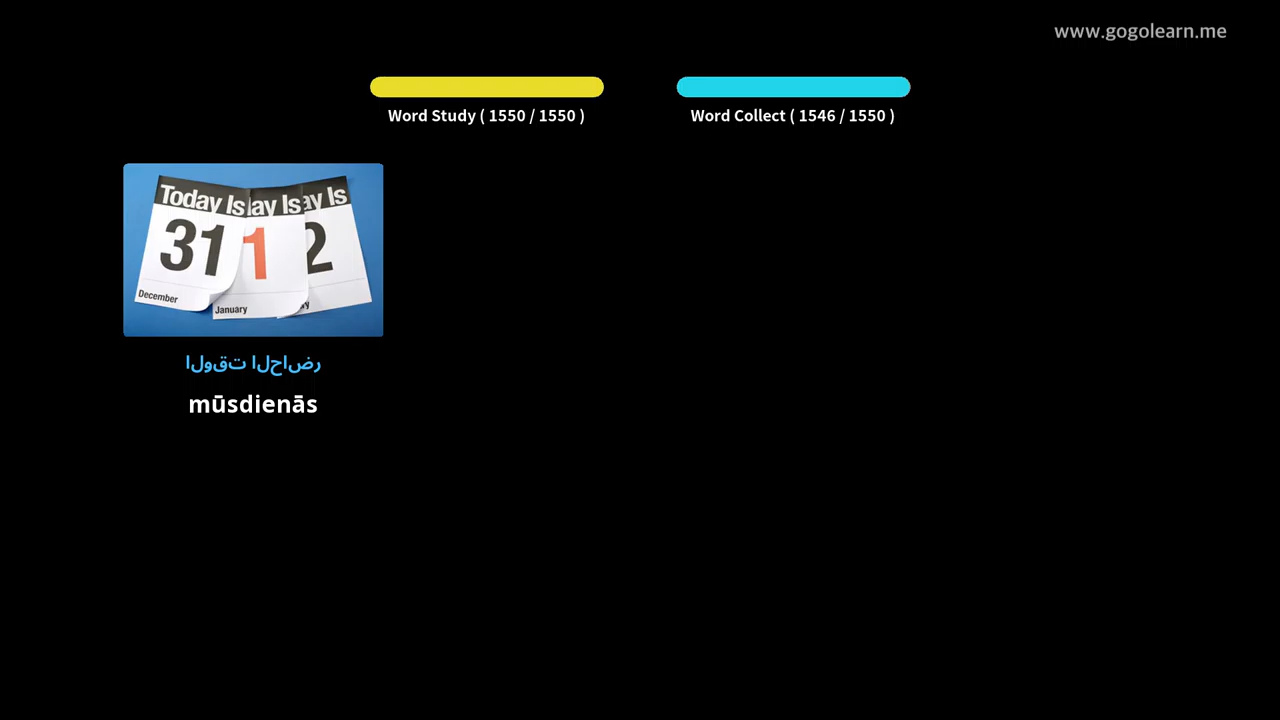 www.gogolearn.me
Word Study ( 1550 / 1550 )
Word Collect ( 1546 / 1550 )
Today Is
ay Is
ay Is
31
1
2
December
January
الوقت الحاضر
mūsdienās